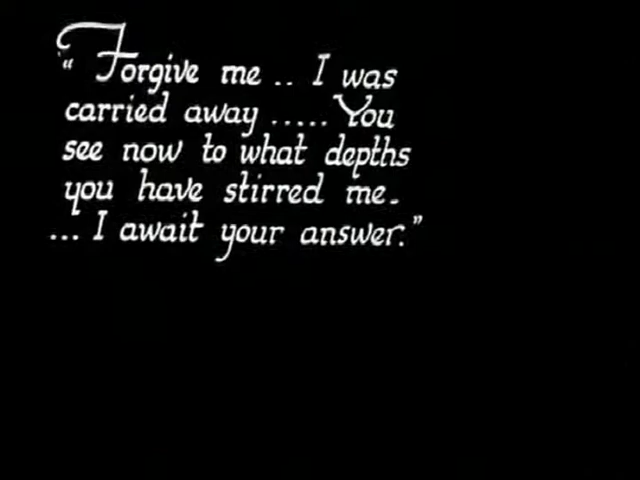 "Forgive me .. I was
carried away ..... You
see now to what depths
you have stirred me.
... I await your answer."